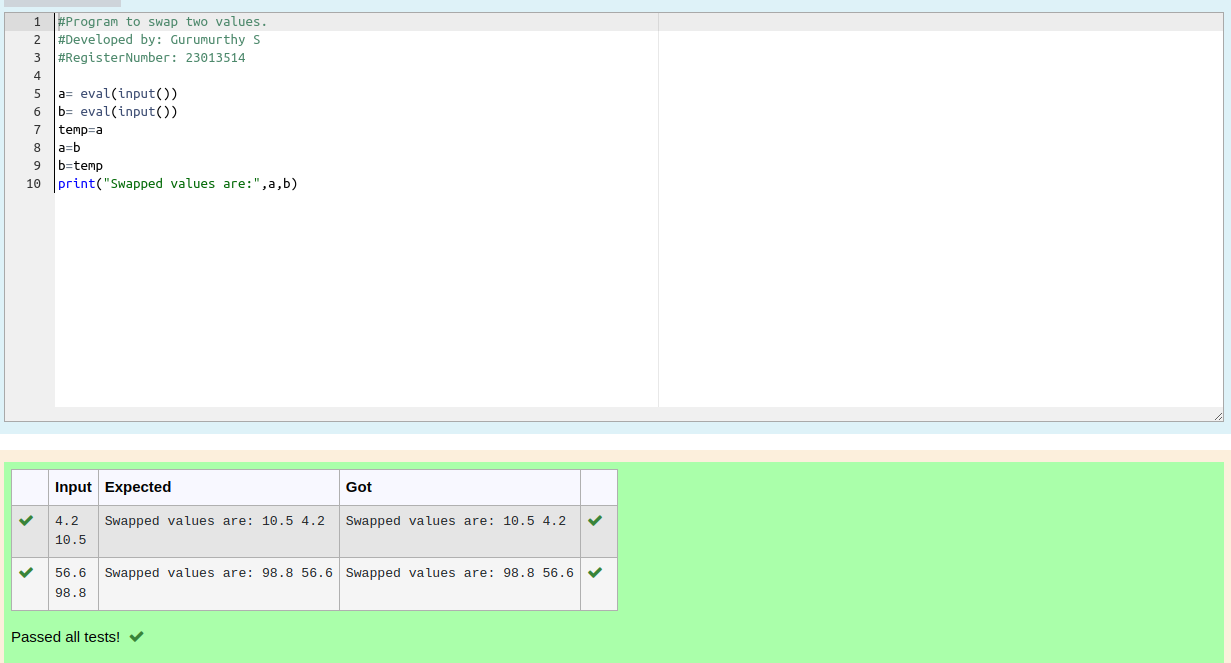 1 #Program to swap two values.
2 #Developed by: Gurumurthy S
3 #RegisterNumber: 23013514
4
5 a= eval(input())
6 b= eval(input())
7 temp=a
8 a=b
9 b=temp
10 print("Swapped values are:",a,b)
Input Expected Got
4.2 Swapped values are: 10.5 4.2 Swapped values are: 10.5 4.2
10.5
56.6 Swapped values are: 98.8 56.6 Swapped values are: 98.8 56.6
98.8
Passed all tests!